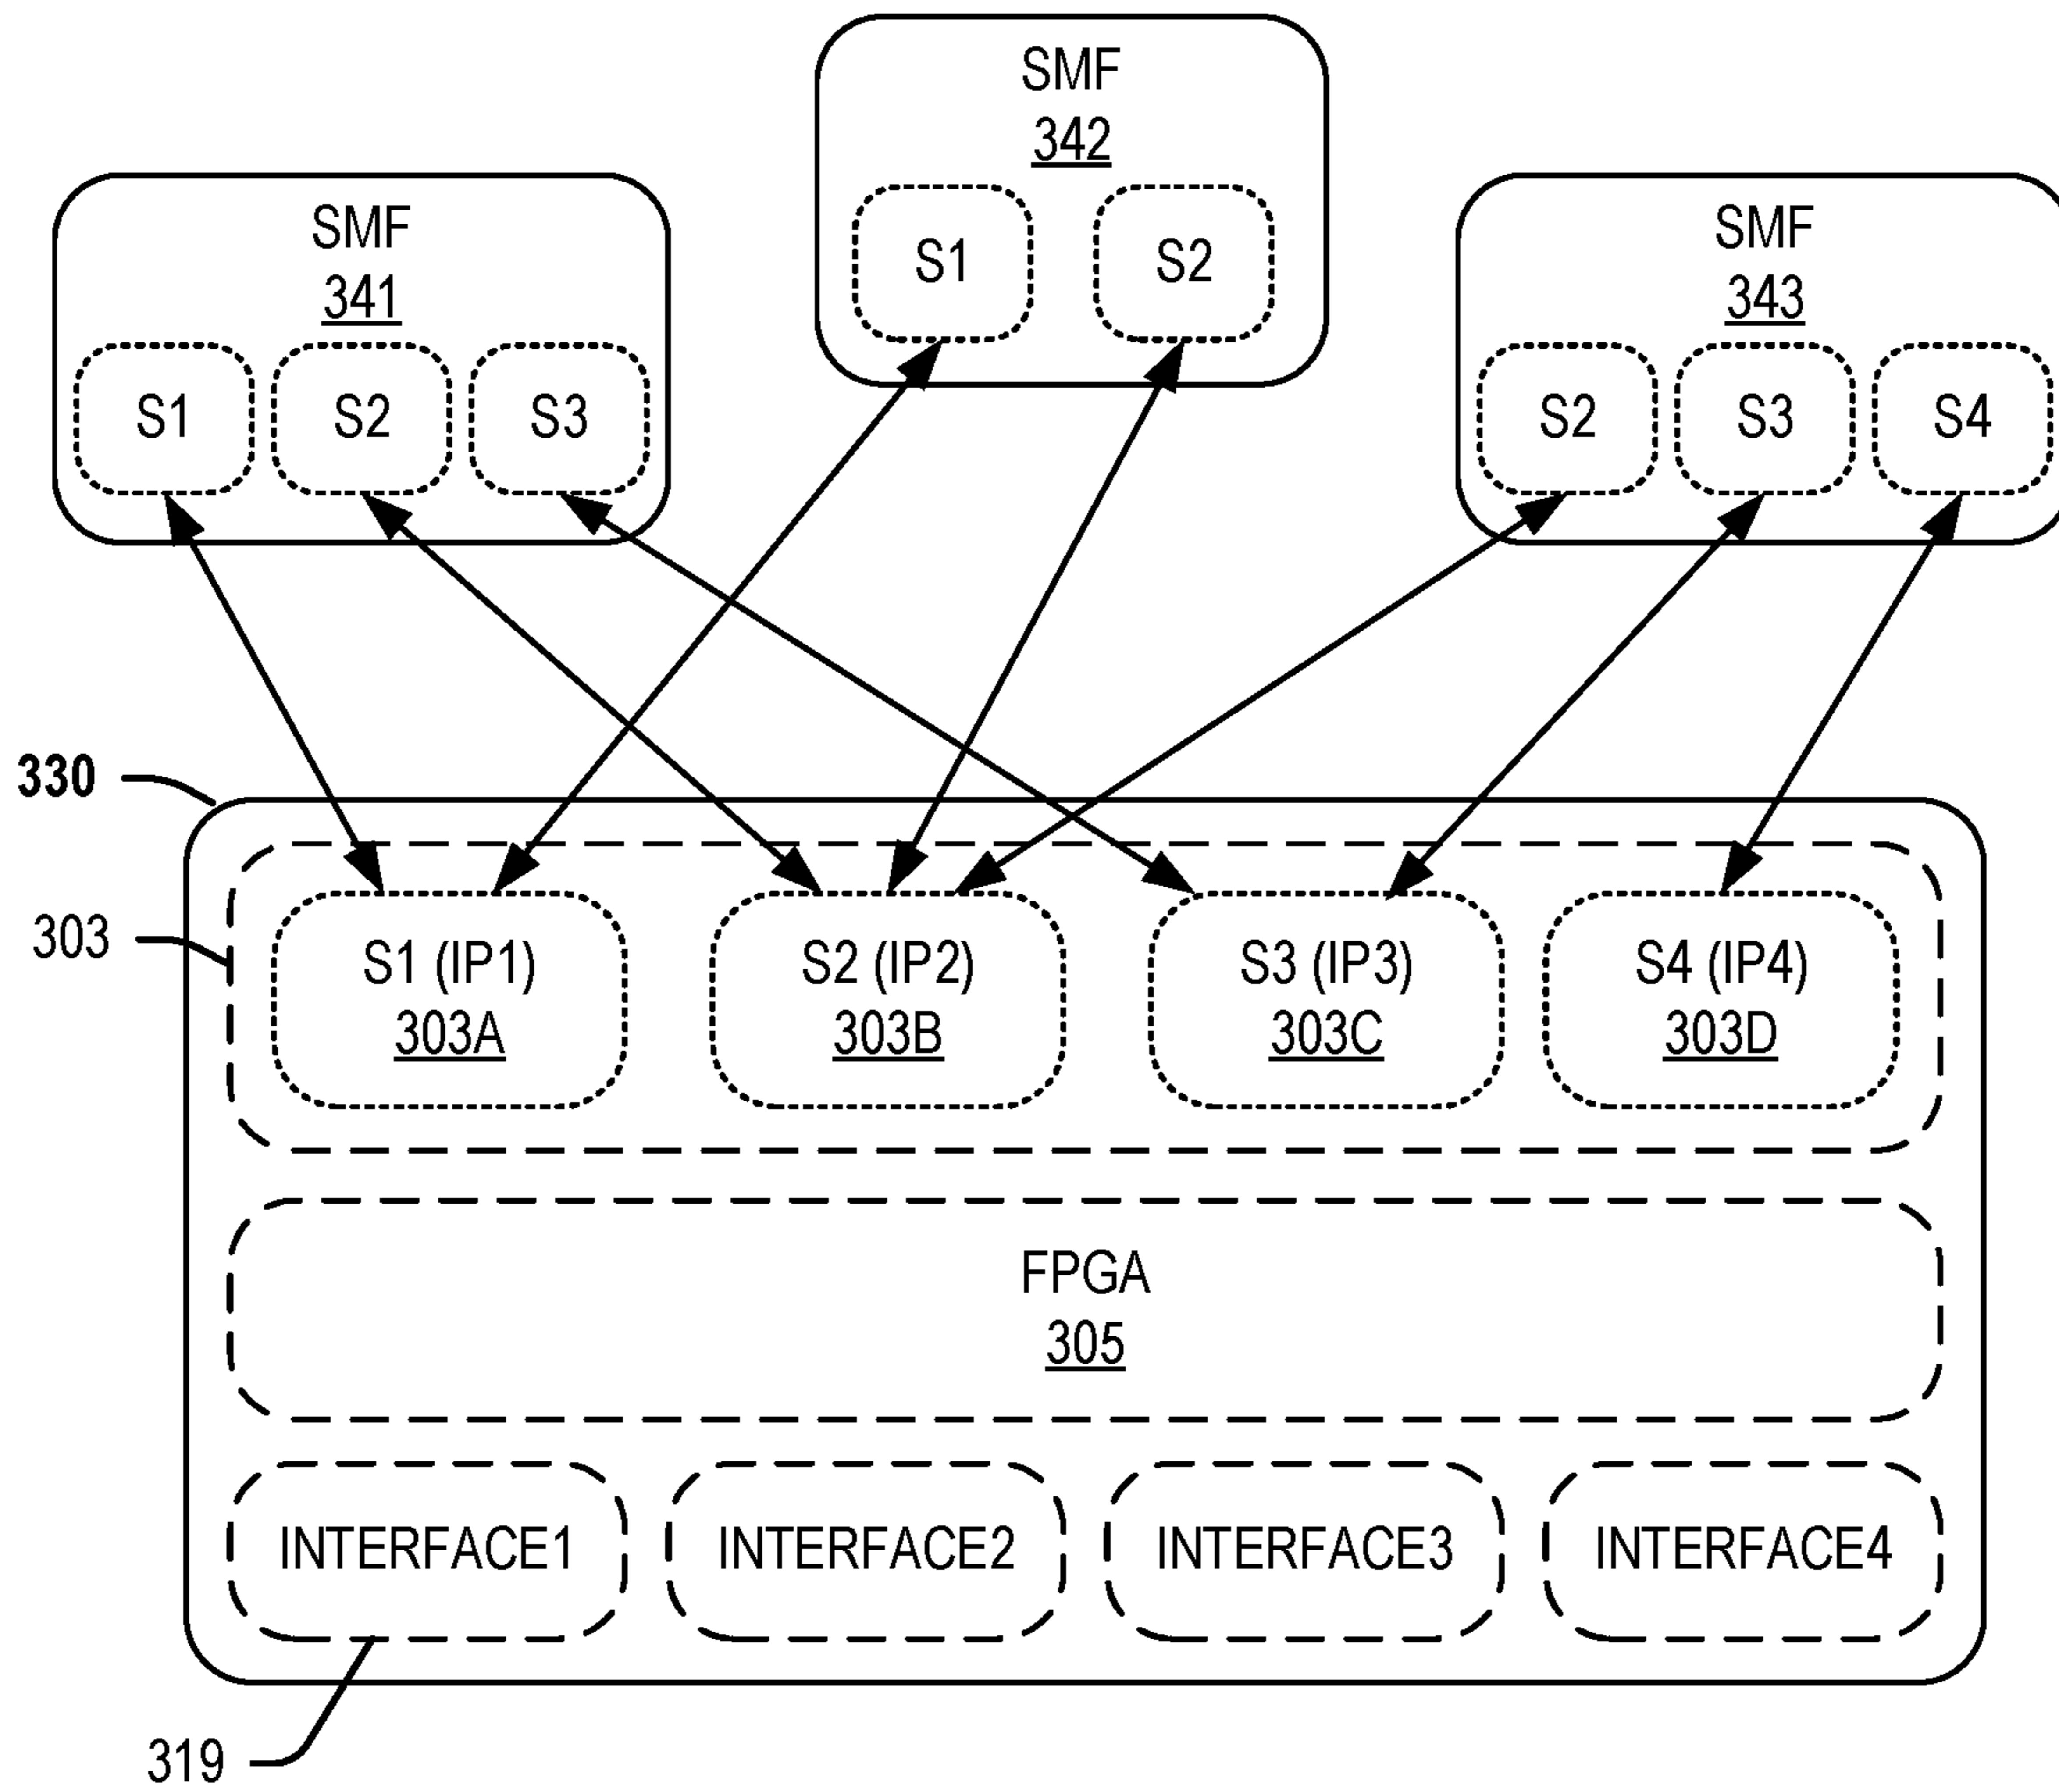 SMF
342
S1
S2
SMF
341
S1
S2
S3
SMF
343
S2
S3
S4
330
303
S1 (IP1)
303A
S2 (IP2)
303B
S3 (IP3)
303C
S4 (IP4)
303D
FPGA
305
INTERFACE1
INTERFACE2
INTERFACE3
INTERFACE4
319